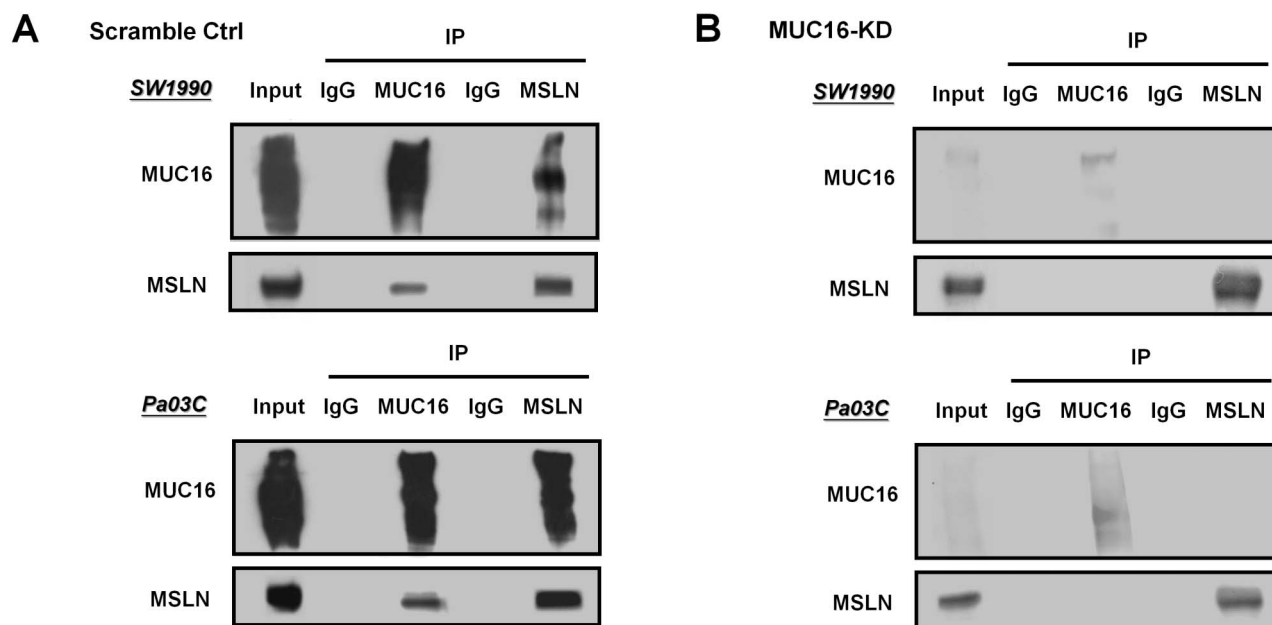 A Scramble Ctrl
IP
SW1990 Input IgG MUC16 IgG MSLN
MUC16
MSLN
IP
Pa03C Input IgG MUC16 IgG MSLN
MUC16
MSLN
B MUC16-KD
IP
SW1990 Input IgG MUC16 IgG MSLN
MUC16
MSLN
IP
Pa03C Input IgG MUC16 IgG MSLN
MUC16
MSLN